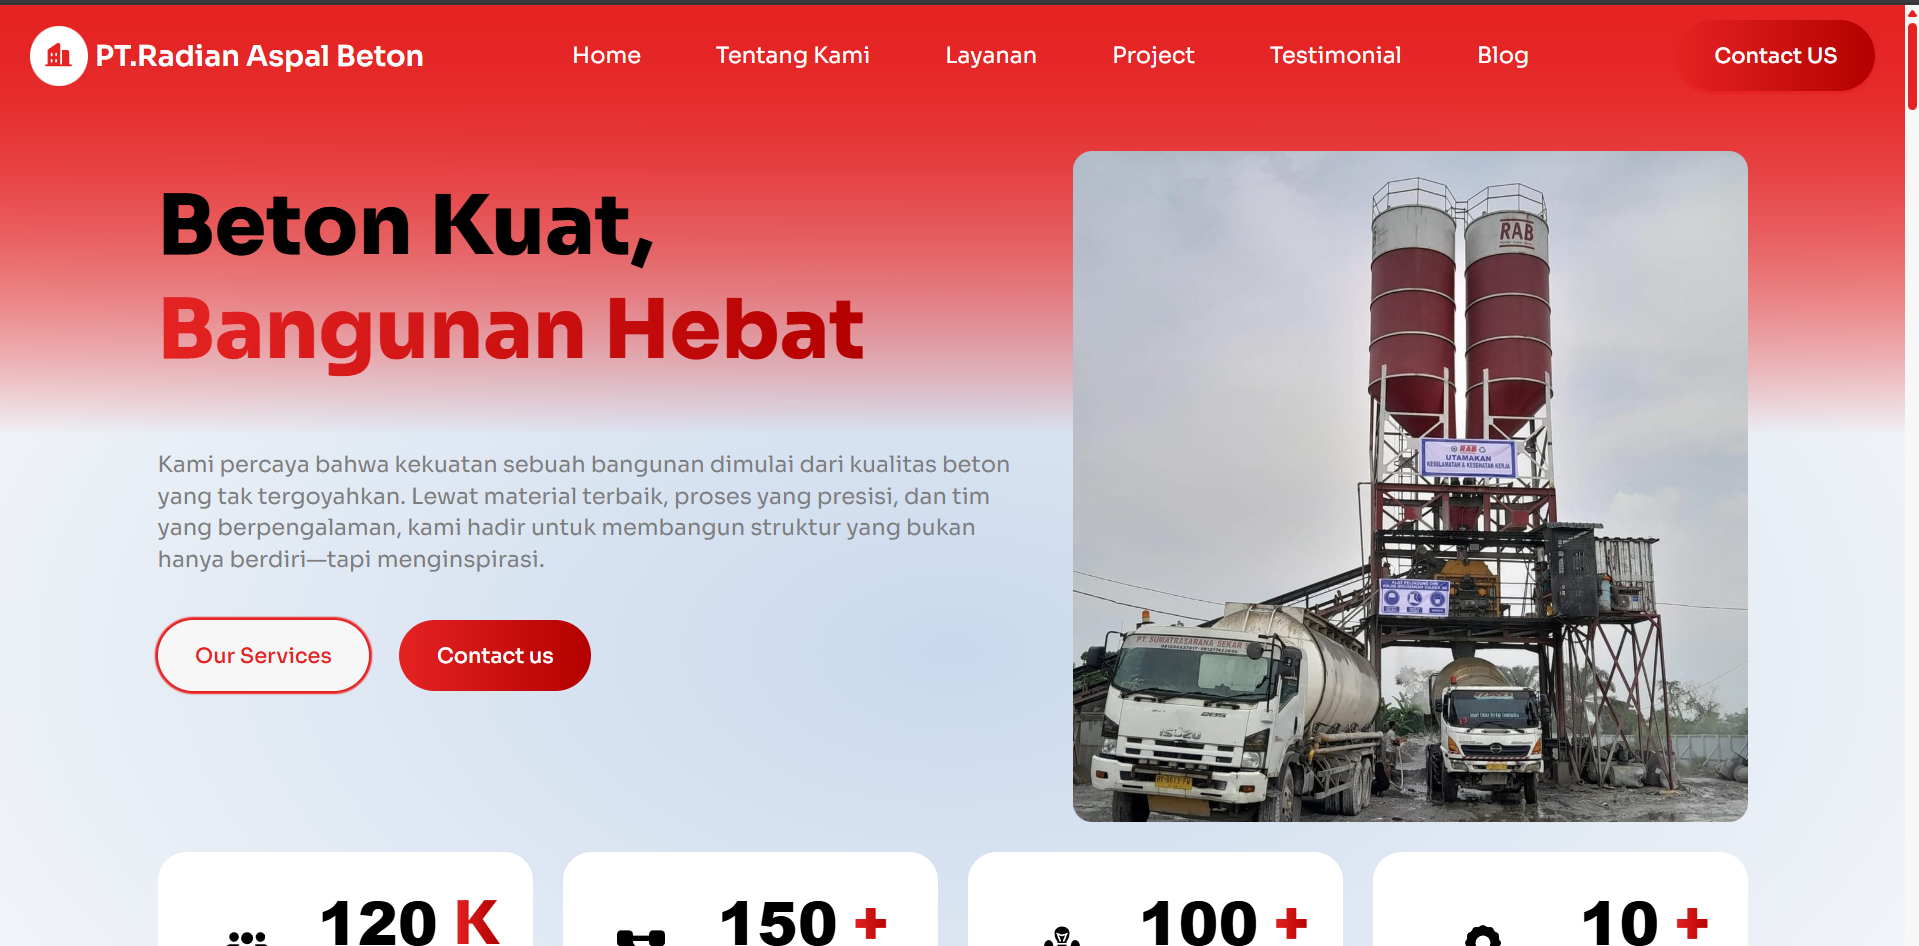 PT.Radian Aspal Beton
Home
Tentang Kami
Layanan
Project
Testimonial
Blog
Contact US
Beton Kuat,
Bangunan Hebat
Kami percaya bahwa kekuatan sebuah bangunan dimulai dari kualitas beton
yang tak tergoyahkan. Lewat material terbaik, proses yang presisi, dan tim
yang berpengalaman, kami hadir untuk membangun struktur yang bukan
hanya berdiri—tapi menginspirasi.
Our Services
Contact us
RAB
RAB
UTAMAKAN
KESELAMATAN & KESEHATAN KERJA
PT. SUMATRASARANA SEKAR
ISUZU
120 K
150 +
100 +
10 +